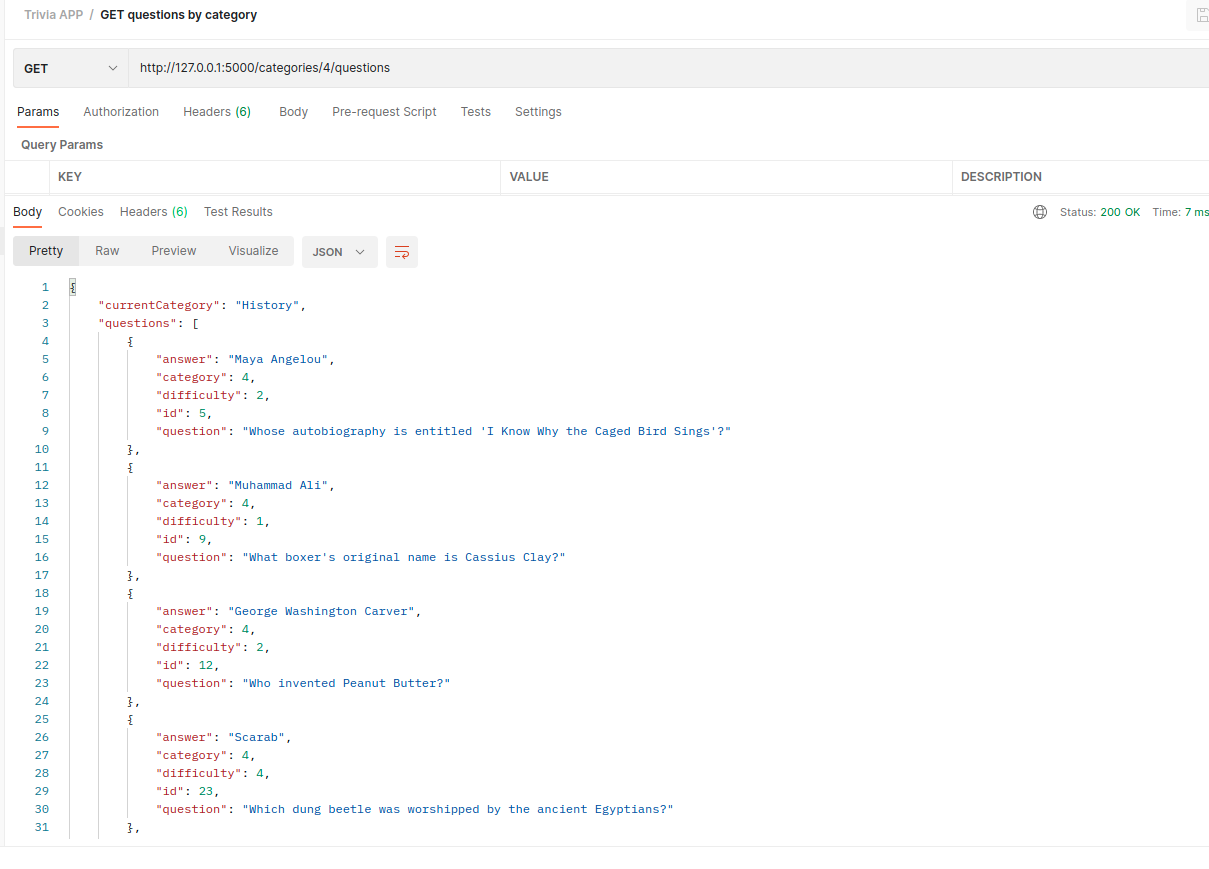 Trivia APP / GET questions by category
GET http://127.0.0.1:5000/categories/4/questions
Params Authorization Headers (6) Body Pre-request Script Tests Settings
Query Params
KEY VALUE DESCRIPTION
Body Cookies Headers (6) Test Results Status: 200 OK Time: 7 ms
Pretty Raw Preview Visualize JSON
1 {
2 "currentCategory": "History",
3 "questions": [
4 {
5 "answer": "Maya Angelou",
6 "category": 4,
7 "difficulty": 2,
8 "id": 5,
9 "question": "Whose autobiography is entitled 'I Know Why the Caged Bird Sings'?"
10 },
11 {
12 "answer": "Muhammad Ali",
13 "category": 4,
14 "difficulty": 1,
15 "id": 9,
16 "question": "What boxer's original name is Cassius Clay?"
17 },
18 {
19 "answer": "George Washington Carver",
20 "category": 4,
21 "difficulty": 2,
22 "id": 12,
23 "question": "Who invented Peanut Butter?"
24 },
25 {
26 "answer": "Scarab",
27 "category": 4,
28 "difficulty": 4,
29 "id": 23,
30 "question": "Which dung beetle was worshipped by the ancient Egyptians?"
31 },